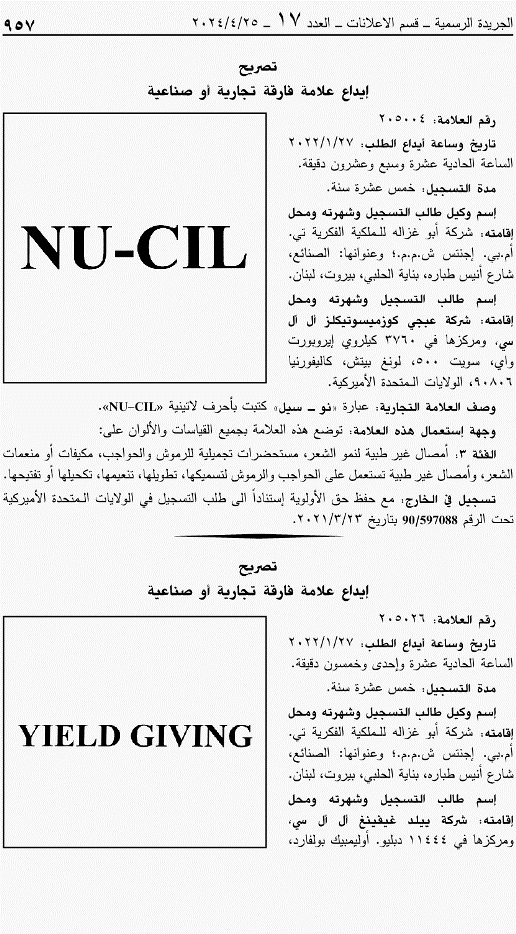 الجريدة الرسمية ـ قسم الاعلانات ـ العدد ١٧ ـ ٢٠٢٤/٤/٢٥
٩٥٧
تصريح
إيداع علامة فارقة تجارية أو صناعية
رقم العلامة: ٢٠٥٠٠٤
تاريخ وساعة أيداع الطلب: ٢٠٢٢/١/٢٧
الساعة الحادية عشرة وسبع وعشرون دقيقة.
مدة التسجيل: خمس عشرة سنة.
إسم وكيل طالب التسجيل وشهرته ومحل
إقامته: شركة أبو غزاله للملكية الفكرية تي.
أم.بي. إجنتس ش.م.م.؛ وعنوانها: الصنائع،
شارع أنيس طباره، بناية الحلبي، بيروت، لبنان.
إسم طالب التسجيل وشهرته ومحل
إقامته: شركة عيجي كوزميسوتيكلز أل أل
سي، ومركزها في ٣٧٦٠ كيلروي إيروبورت
واي، سويت ٥٠٠، لونغ بيتش، كاليفورنيا
٩٠٨٠٦، الولايات المتحدة الأميركية.
NU-CIL
وصف العلامة التجارية: عبارة «نو ـ سيل» كتبت بأحرف لاتينية «NU–CIL».
وجهة إستعمال هذه العلامة: توضع هذه العلامة بجميع القياسات والألوان على:
الفئة ٣: أمصال غير طبية لنمو الشعر، مستحضرات تجميلية للرموش والحواجب، مكيفات أو منعمات
الشعر، وأمصال غير طبية تستعمل على الحواجب والرموش لتسميكها، تطويلها، تنعيمها، تكحيلها أو تفتيحها.
تسجيل في الخارج: مع حفظ حق الأولوية إستناداً الى طلب التسجيل في الولايات المتحدة الأميركية
تحت الرقم 90/597088 بتاريخ ٢٠٢١/٣/٢٣.
تصريح
إيداع علامة فارقة تجارية أو صناعية
رقم العلامة: ٢٠٥٠٢٦
تاريخ وساعة أيداع الطلب: ٢٠٢٢/١/٢٧
الساعة الحادية عشرة وإحدى وخمسون دقيقة.
مدة التسجيل: خمس عشرة سنة.
إسم وكيل طالب التسجيل وشهرته ومحل
إقامته: شركة أبو غزاله للملكية الفكرية تي.
أم.بي. إجنتس ش.م.م.؛ وعنوانها: الصنائع،
شارع أنيس طباره، بناية الحلبي، بيروت، لبنان.
إسم طالب التسجيل وشهرته ومحل
إقامته: شركة ييلد غيفينغ أل أل سي،
ومركزها في ١١٤٤٤ دبليو. أوليمبيك بولفارد،
YIELD GIVING